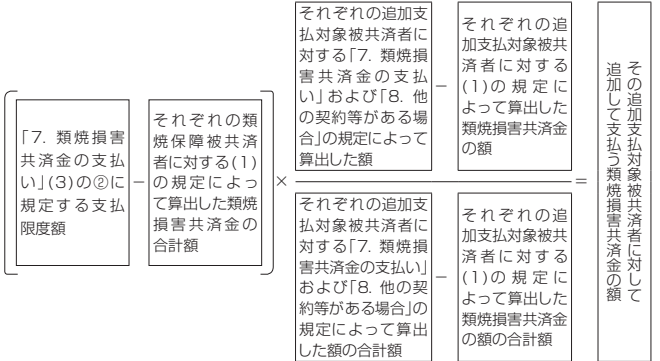 「7. 類焼損害
共済金の支払
い」(3)の②に
規定する支払
限度額
−
それぞれの類
焼保障被共済
者に対する(1)
の規定によっ
て算出した類焼
損害共済金の
合計額
×
それぞれの追加支
払対象被共済者に
対する「7. 類焼損
害共済金の支払
い」および「8. 他
の契約等がある場
合」の規定によって
算出した額
−
それぞれの追
加支払対象被共
済者に対する
(1)の規定に
よって算出した
類焼損害共済金
の額
それぞれの追加支
払対象被共済者に
対する「7. 類焼損
害共済金の支払い」
および「8. 他の契
約等がある場合」の
規定によって算出
した額の合計額
−
それぞれの追
加支払対象被共
済者に対する
(1)の規定に
よって算出した
類焼損害共済金
の額の合計額
=
その追加支払対象被共済者に対して
追加して支払う類焼損害共済金の額